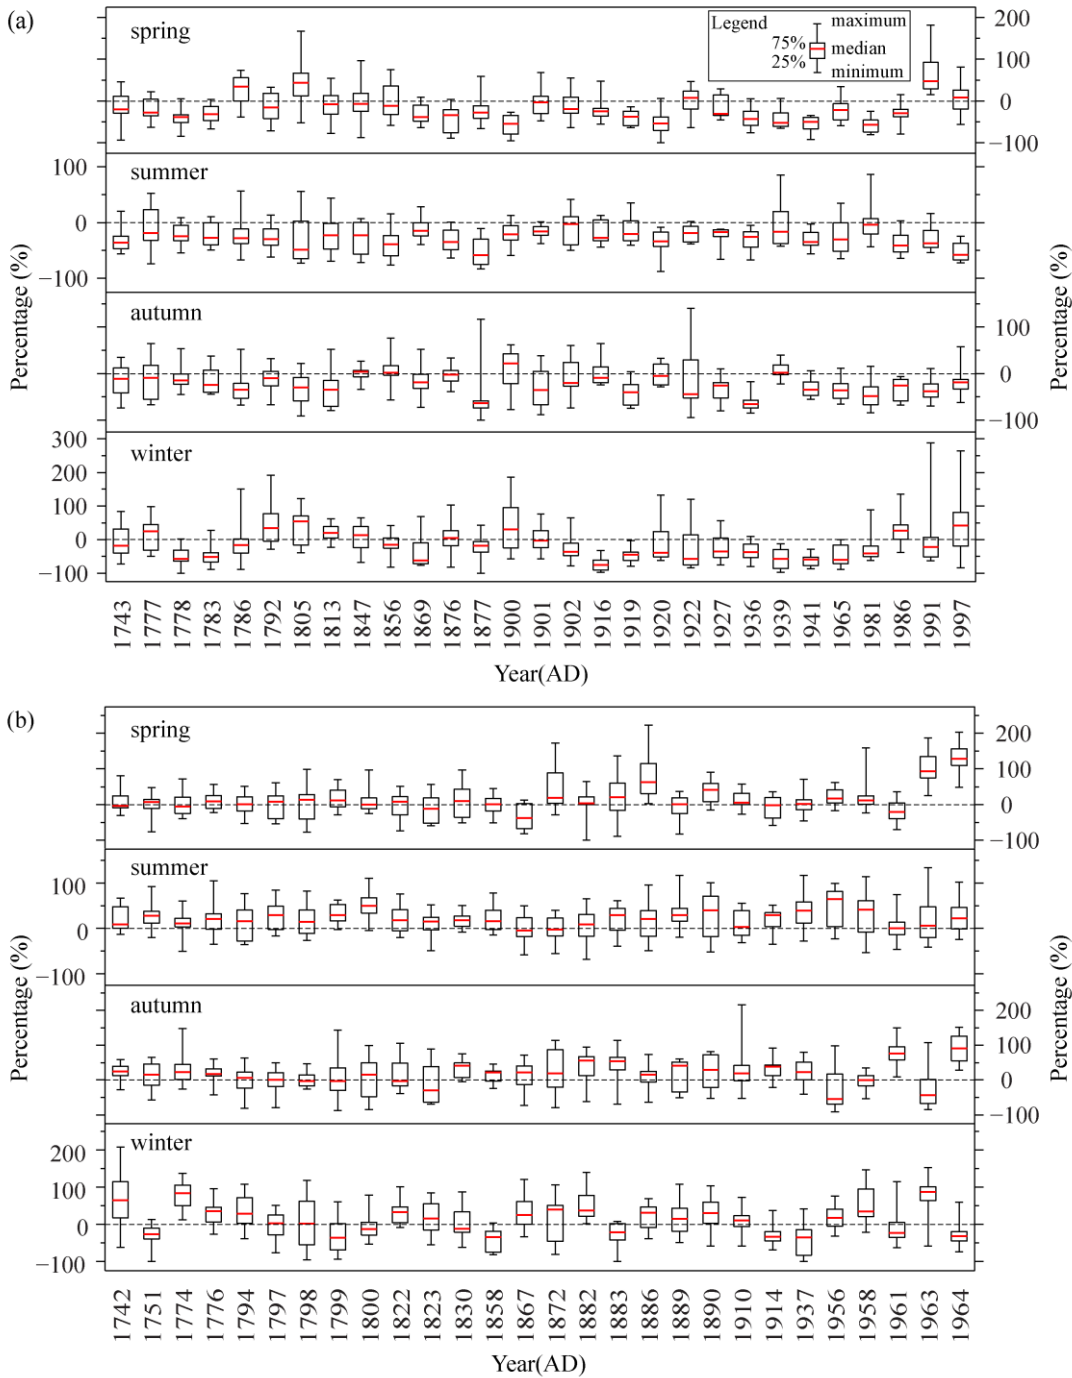 (a)
spring
Legend
maximum
75%
median
25%
minimum
200
100
0
−100
summer
100
0
−100
autumn
100
0
−100
winter
300
200
100
0
−100
Percentage (%)
Percentage (%)
1743 1777 1778 1783 1786 1792 1805 1813 1847 1856 1869 1876 1877 1900 1901 1902 1916 1919 1920 1922 1927 1936 1939 1941 1965 1981 1986 1991 1997
Year(AD)
(b)
spring
200
100
0
−100
summer
100
0
−100
autumn
200
100
0
−100
winter
200
100
0
−100
Percentage (%)
Percentage (%)
1742 1751 1774 1776 1794 1797 1798 1799 1800 1822 1823 1830 1858 1867 1872 1882 1883 1886 1889 1890 1910 1914 1937 1956 1958 1961 1963 1964
Year(AD)